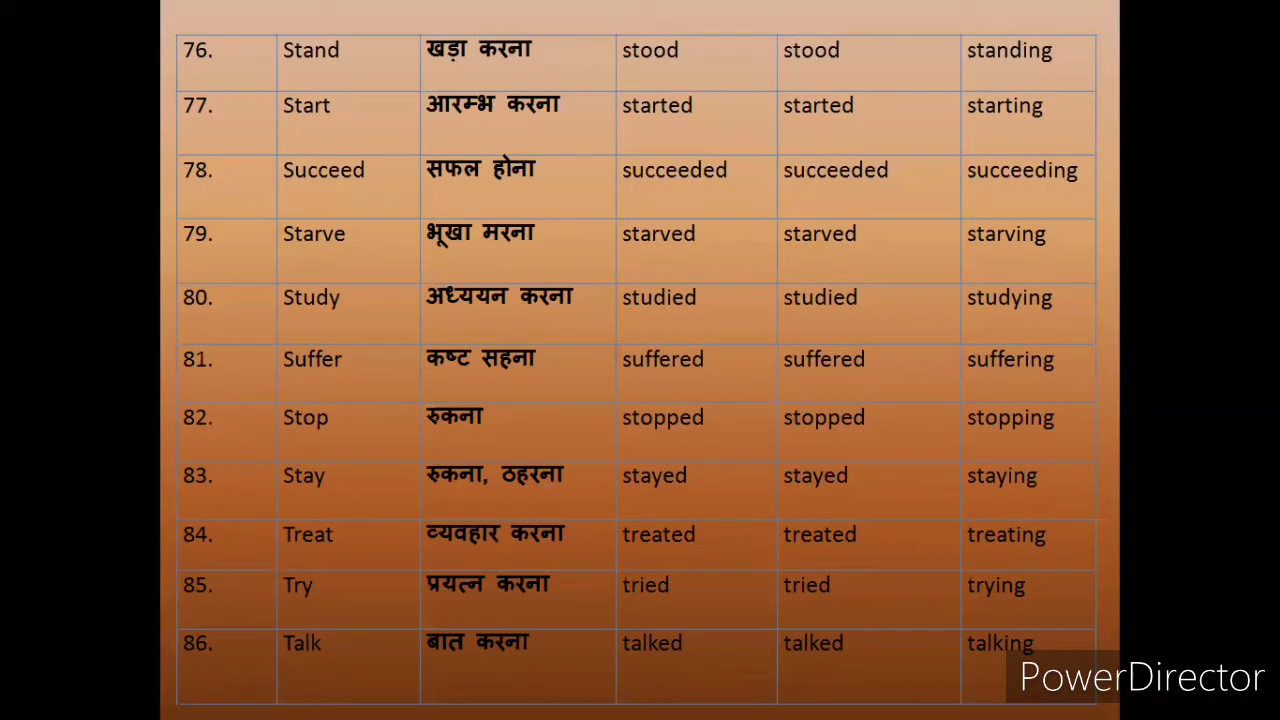 76. Stand खड़ा करना stood stood standing
77. Start आरम्भ करना started started starting
78. Succeed सफल होना succeeded succeeded succeeding
79. Starve भूखा मरना starved starved starving
80. Study अध्ययन करना studied studied studying
81. Suffer कष्ट सहना suffered suffered suffering
82. Stop रुकना stopped stopped stopping
83. Stay रुकना, ठहरना stayed stayed staying
84. Treat व्यवहार करना treated treated treating
85. Try प्रयत्न करना tried tried trying
86. Talk बात करना talked talked talking
PowerDirector